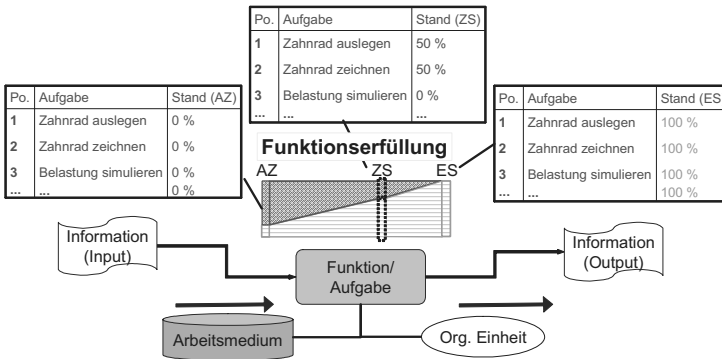 Po. Aufgabe Stand (ZS)
1 Zahnrad auslegen 50 %
2 Zahnrad zeichnen 50 %
3 Belastung simulieren 0 %
... ... ...
Po. Aufgabe Stand (AZ)
1 Zahnrad auslegen 0 %
2 Zahnrad zeichnen 0 %
3 Belastung simulieren 0 %
... ... 0 %
Po. Aufgabe Stand (ES
1 Zahnrad auslegen 100 %
2 Zahnrad zeichnen 100 %
3 Belastung simulieren 100 %
... ... 100 %
Funktionserfüllung
AZ ZS ES
Information
(Input)
Funktion/
Aufgabe
Information
(Output)
Arbeitsmedium
Org. Einheit